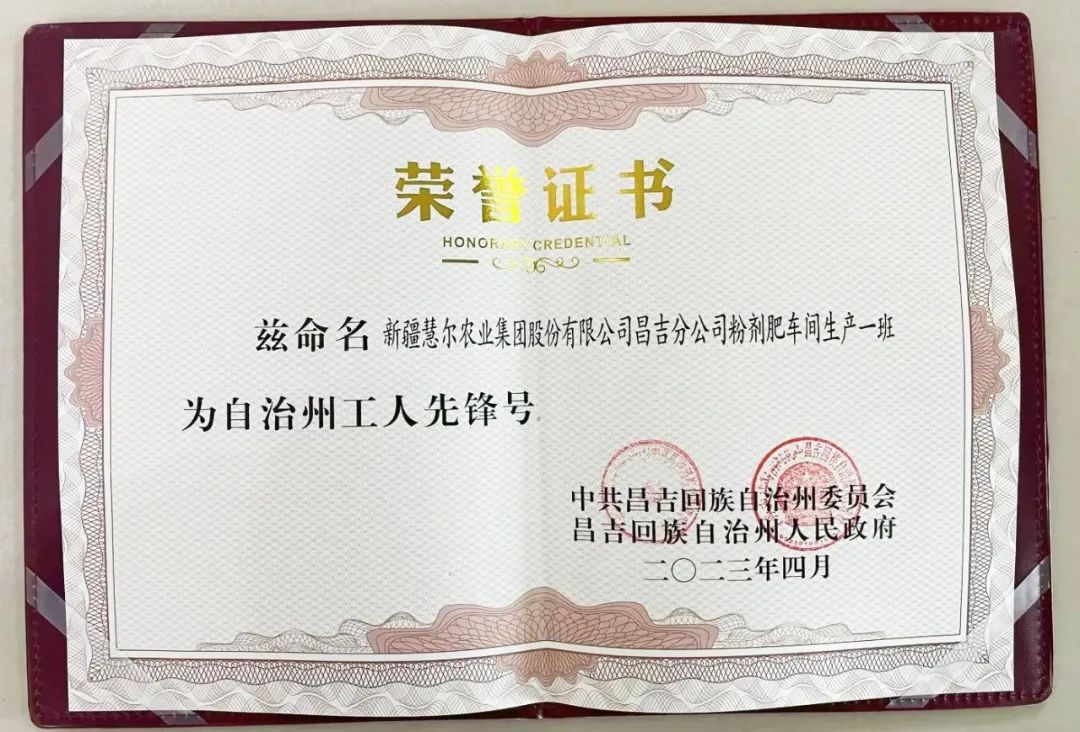 荣誉证书
HONORARY CREDENTIAL
兹命名 新疆慧尔农业集团股份有限公司昌吉分公司粉剂肥车间生产一班
为自治州工人先锋号。
中共昌吉回族自治州委员会
昌吉回族自治州人民政府
二〇二三年四月